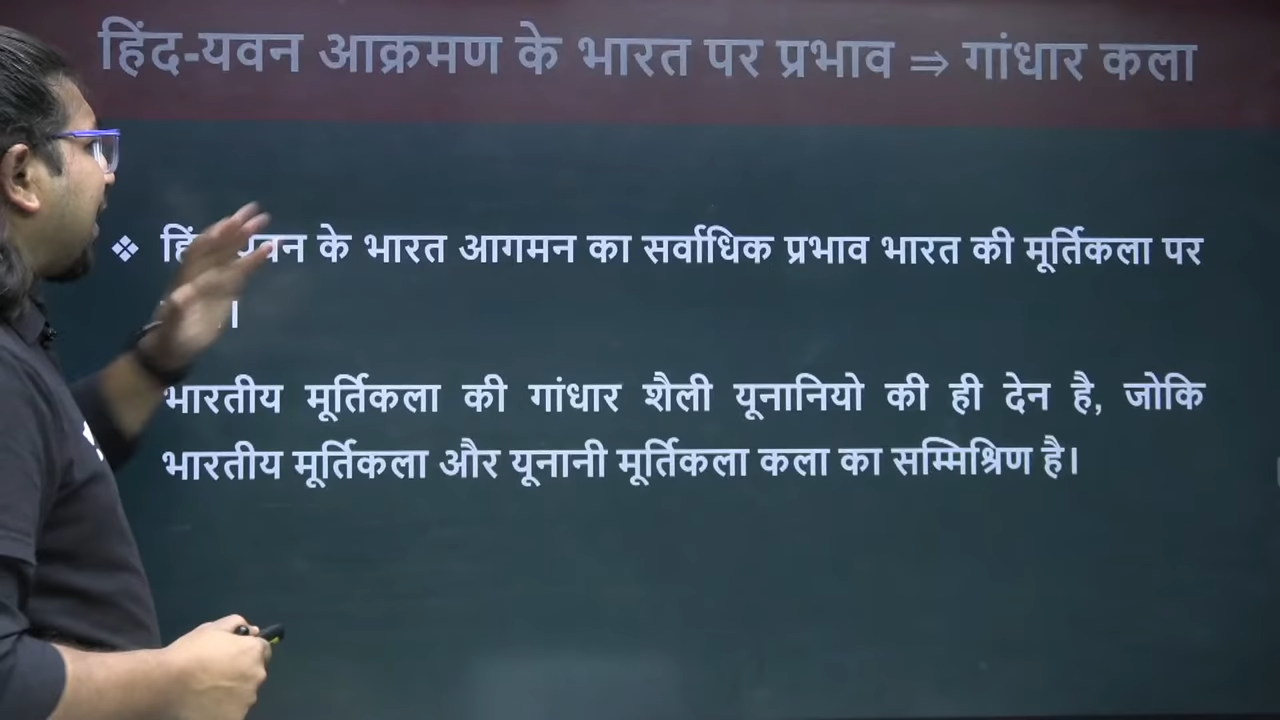 हिंद-यवन आक्रमण के भारत पर प्रभाव ⇒ गांधार कला
❖ के भारत आगमन का सर्वाधिक प्रभाव भारत की मूर्तिकला पर
।
भारतीय मूर्तिकला की गांधार शैली यूनानियो की ही देन है, जोकि
भारतीय मूर्तिकला और यूनानी मूर्तिकला कला का सम्मिश्रिण है।